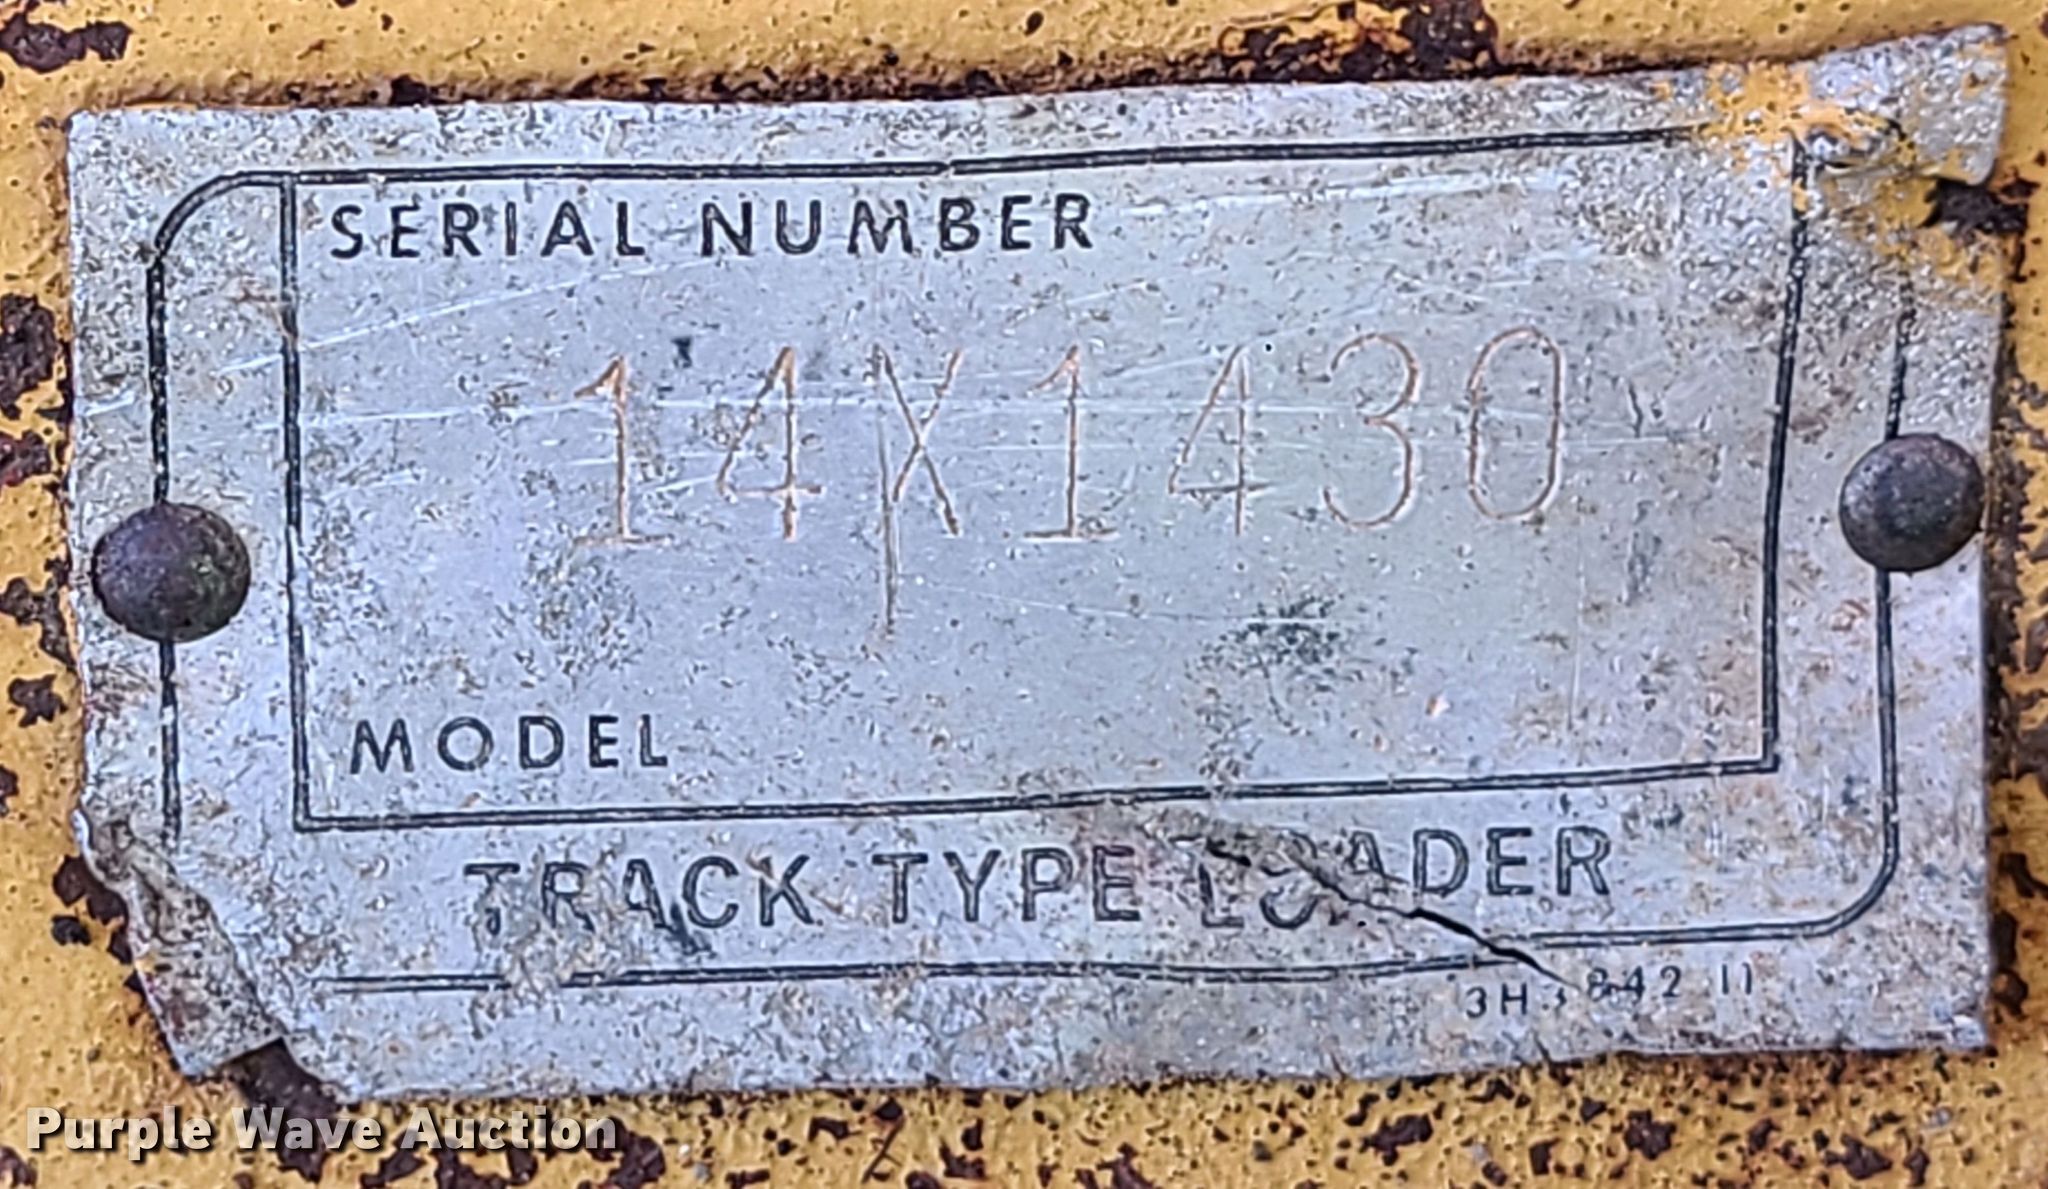 SERIAL NUMBER
14X1430
MODEL
TRACK TYPE LOADER
Purple Wave Auction